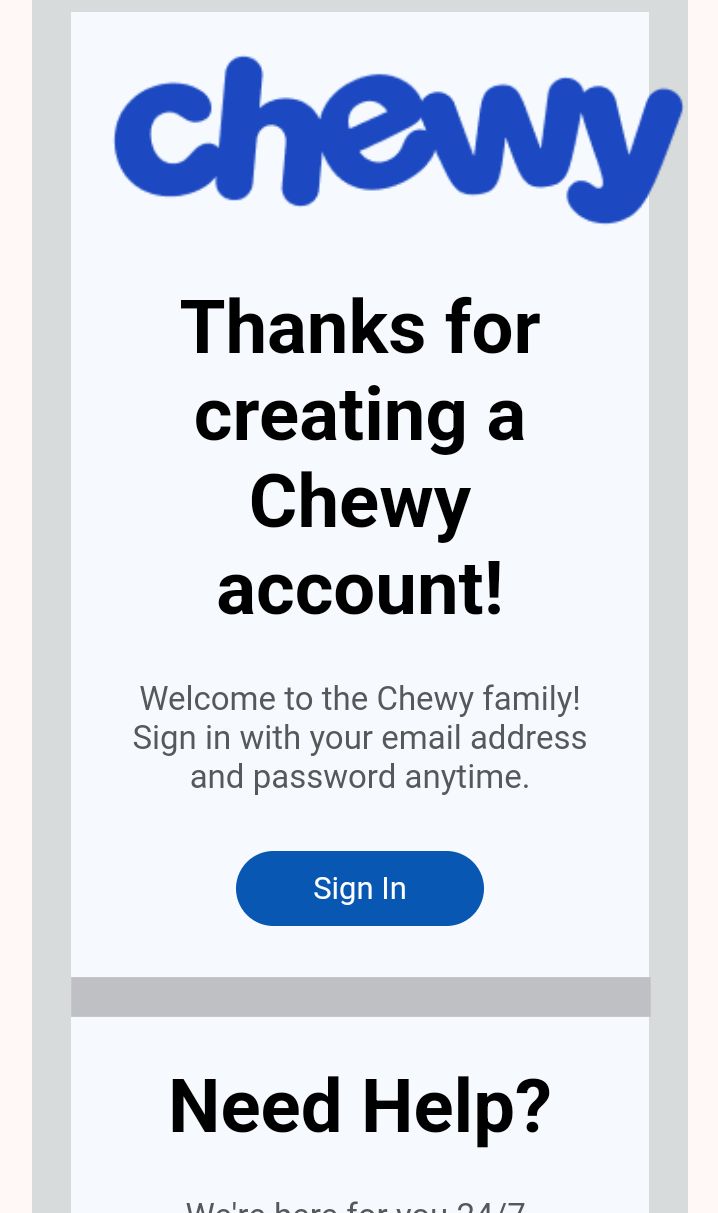 chewy
Thanks for
creating a
Chewy
account!
Welcome to the Chewy family!
Sign in with your email address
and password anytime.
Sign In
Need Help?
We're here for you 24/7